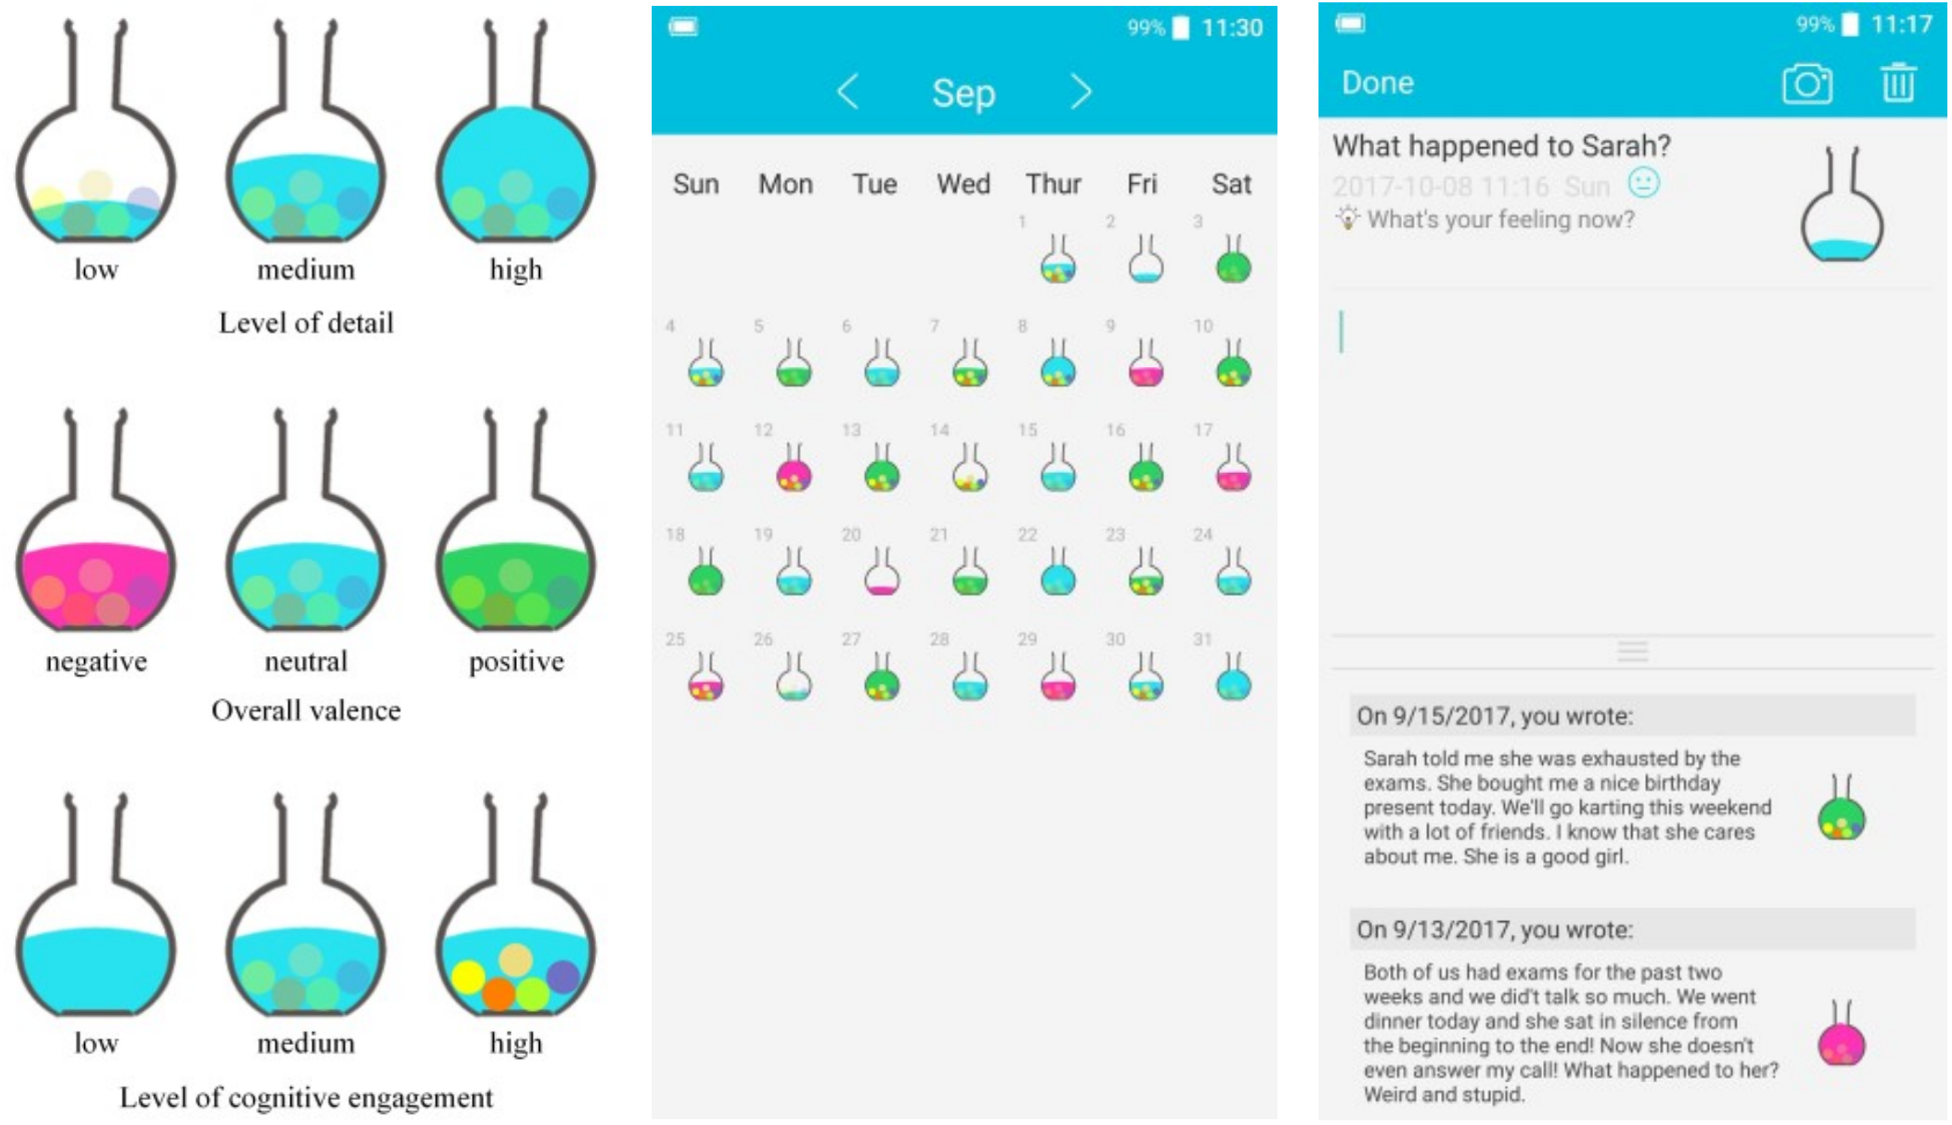 low medium high
Level of detail
negative neutral positive
Overall valence
low medium high
Level of cognitive engagement
99% 11:30
< Sep >
Sun Mon Tue Wed Thur Fri Sat
1 2 3
4 5 6 7 8 9 10
11 12 13 14 15 16 17
18 19 20 21 22 23 24
25 26 27 28 29 30 31
99% 11:17
Done
What happened to Sarah?
2017-10-08 11:16 Sun
What's your feeling now?
On 9/15/2017, you wrote:
Sarah told me she was exhausted by the
exams. She bought me a nice birthday
present today. We'll go karting this weekend
with a lot of friends. I know that she cares
about me. She is a good girl.
On 9/13/2017, you wrote:
Both of us had exams for the past two
weeks and we did't talk so much. We went
dinner today and she sat in silence from
the beginning to the end! Now she doesn't
even answer my call! What happened to her?
Weird and stupid.